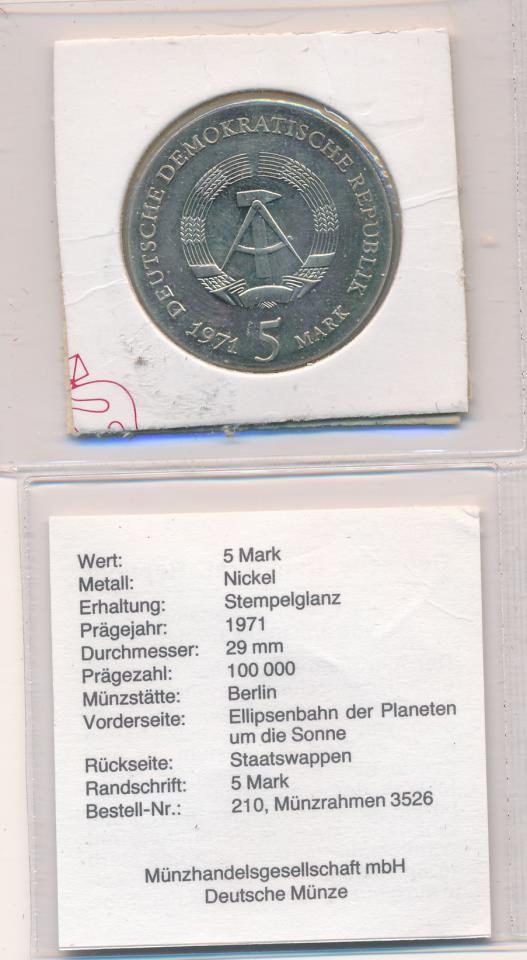 DEUTSCHE DEMOKRATISCHE REPUBLIK
1971 5 MARK
Wert: 5 Mark
Metall: Nickel
Erhaltung: Stempelglanz
Prägejahr: 1971
Durchmesser: 29 mm
Prägezahl: 100 000
Münzstätte: Berlin
Vorderseite: Ellipsenbahn der Planeten
um die Sonne
Rückseite: Staatswappen
Randschrift: 5 Mark
Bestell-Nr.: 210, Münzrahmen 3526
Münzhandelsgesellschaft mbH
Deutsche Münze